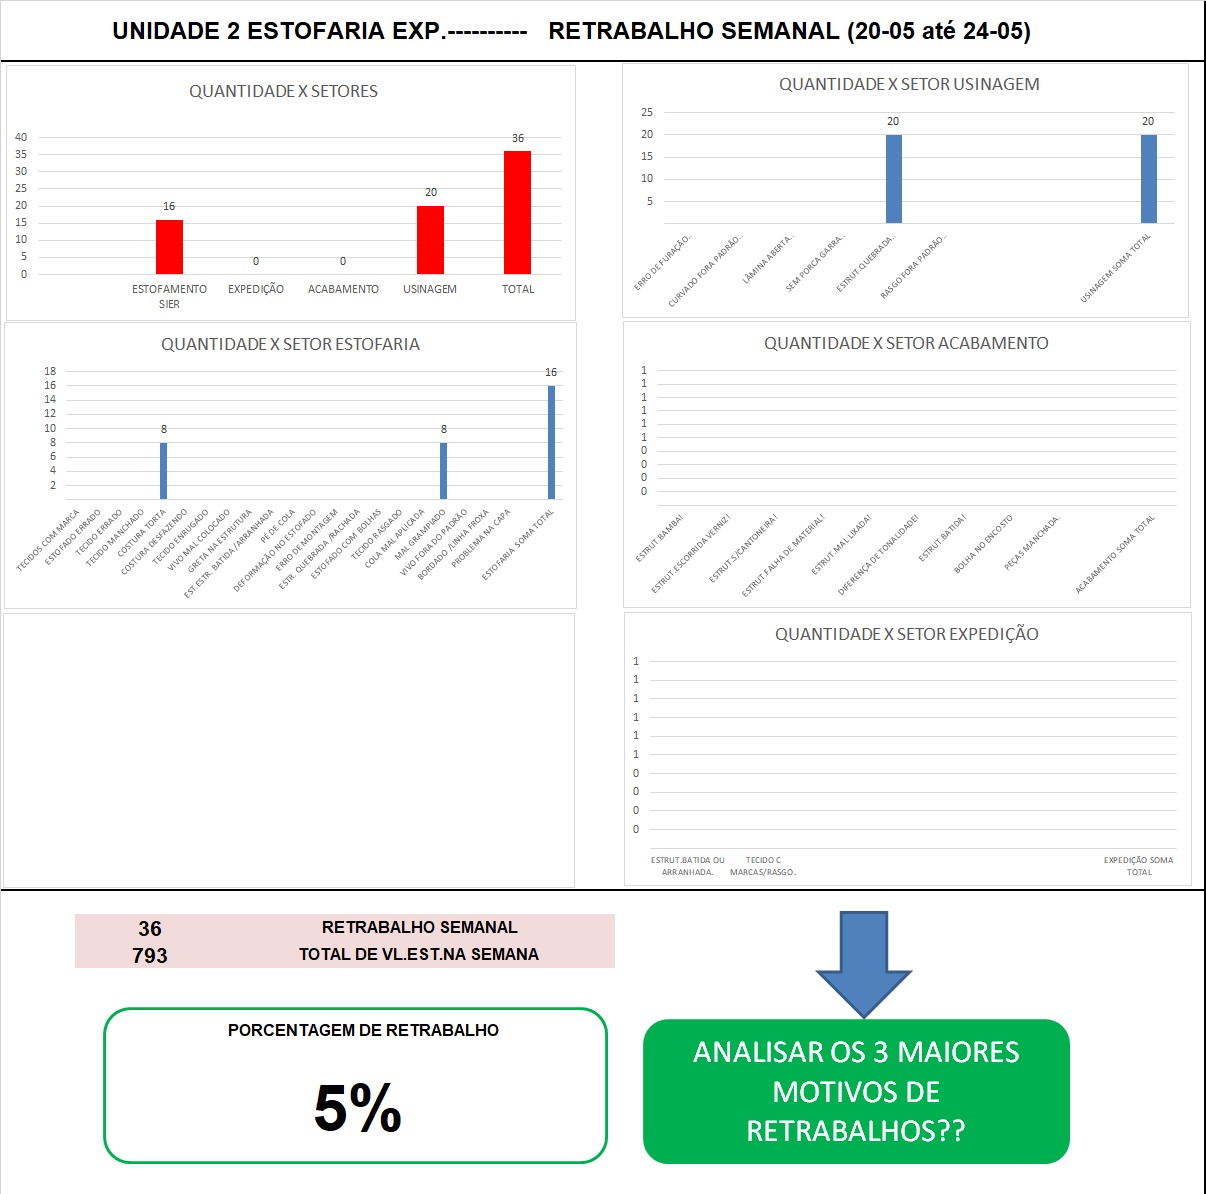 UNIDADE 2 ESTOFARIA EXP.---------- RETRABALHO SEMANAL (20-05 até 24-05)
QUANTIDADE X SETORES
40
35
30
25
20
15
10
5
0
16
0
0
20
36
ESTOFAMENTO SIER
EXPEDIÇÃO
ACABAMENTO
USINAGEM
TOTAL
QUANTIDADE X SETOR USINAGEM
25
20
15
10
5
20
20
ERRO DE FURAÇÃO..
CURVADO FORA PADRÃO..
LÂMINA ABERTA..
SEM PORCA GARRA..
ESTRUT.QUEBRADA..
RASGO FORA PADRÃO..
USINAGEM SOMA TOTAL
QUANTIDADE X SETOR ESTOFARIA
18
16
14
12
10
8
6
4
2
8
8
16
TECIDOS COM MARCA
ESTOFADO ERRADO
TECIDO ERRADO
TECIDO MANCHADO
COSTURA TORTA
COSTURA DESFAZENDO
TECIDO ENRUGADO
VIVO MAL COLOCADO
GRETA NA ESTRUTURA
EST.ESTR. BATIDA /ARRANHADA
PÉ DE COLA
DEFORMAÇÃO NO ESTOFADO
ERRO DE MONTAGEM
ESTR. QUEBRADA /RACHADA
ESTOFADO COM BOLHAS
TECIDO RASGADO
COLA MAL APLICADA
MAL GRAMPIADO
VIVO FORA DO PADRÃO
BORDADO /LINHA FROXA
PROBLEMA NA CAPA
ESTOFARIA SOMA TOTAL
QUANTIDADE X SETOR ACABAMENTO
1
1
1
1
1
1
0
0
0
0
ESTRUT.BAMBA!
ESTRUT.ESCORRIDA VERNIZ!
ESTRUT.S/CANTONEIRA!
ESTRUT.FALHA DE MATERIAL!
ESTRUT.MAL LIXADA!
DIFERENÇA DE TONALIDADE!
ESTRUT.BATIDA!
BOLHA NO ENCOSTO
PEÇAS MANCHADA.
ACABAMENTO SOMA TOTAL
QUANTIDADE X SETOR EXPEDIÇÃO
1
1
1
1
1
1
0
0
0
0
ESTRUT.BATIDA OU
ARRANHADA.
TECIDO C
MARCAS/RASGO.
EXPEDIÇÃO SOMA
TOTAL
36 RETRABALHO SEMANAL
793 TOTAL DE VL.EST.NA SEMANA
PORCENTAGEM DE RETRABALHO
5%
ANALISAR OS 3 MAIORES
MOTIVOS DE
RETRABALHOS??